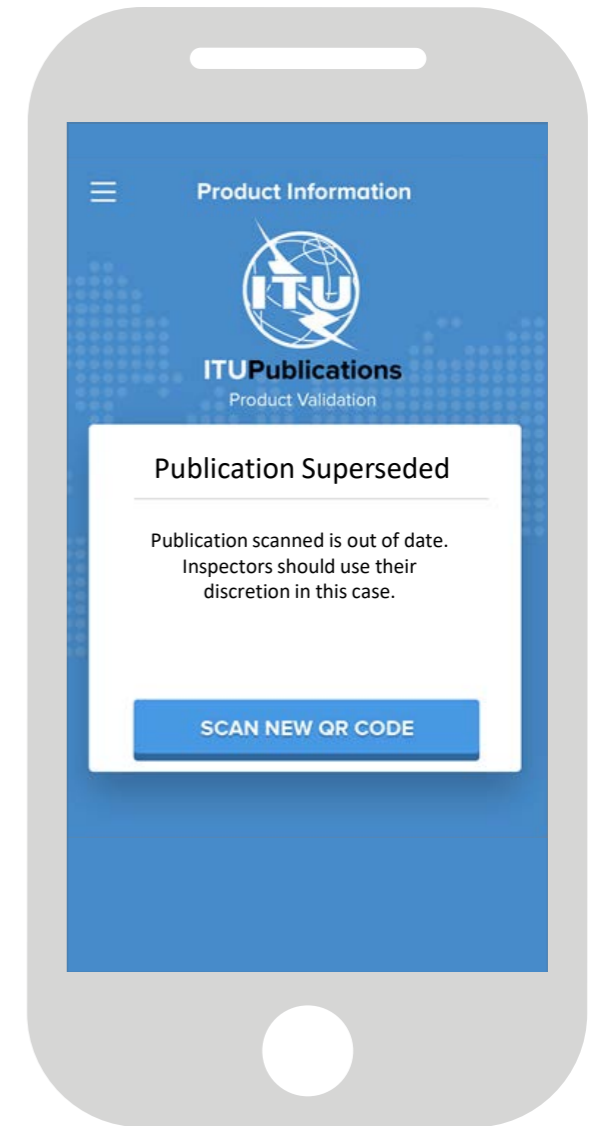 Product Information
ITU
ITUPublications
Product Validation
Publication Superseded
Publication scanned is out of date.
Inspectors should use their
discretion in this case.
SCAN NEW QR CODE